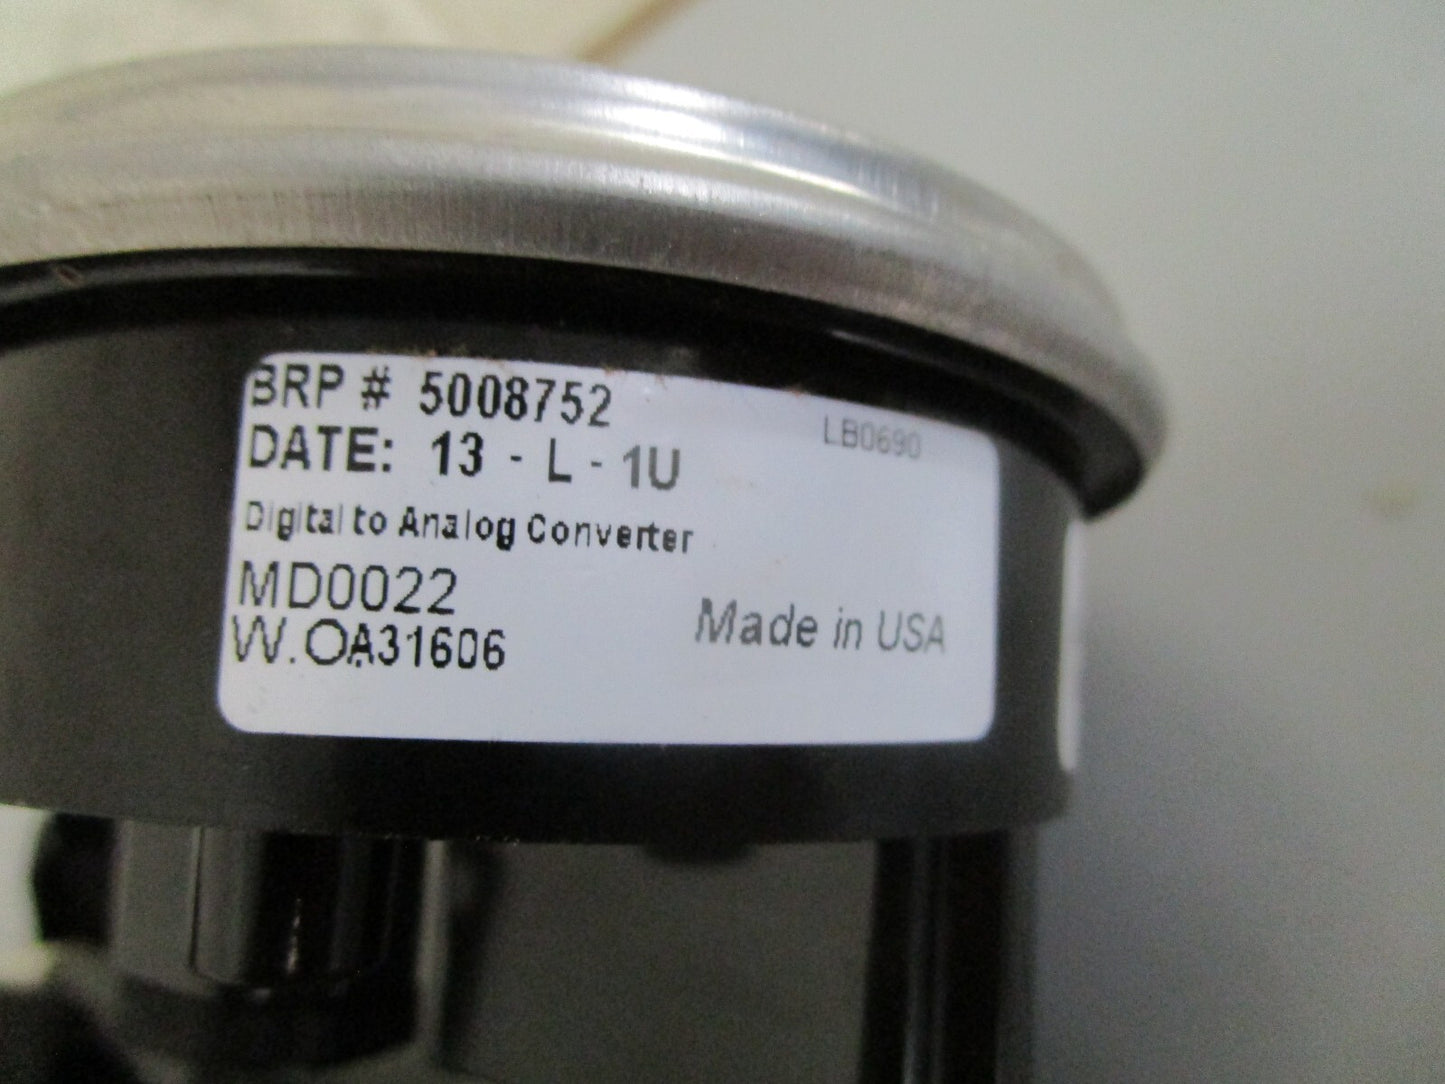 BRP # 5008752
LB0690
DATE: 13 - L - 1U
Digital to Analog Converter
MD0022
Made in USA
W.OA31606